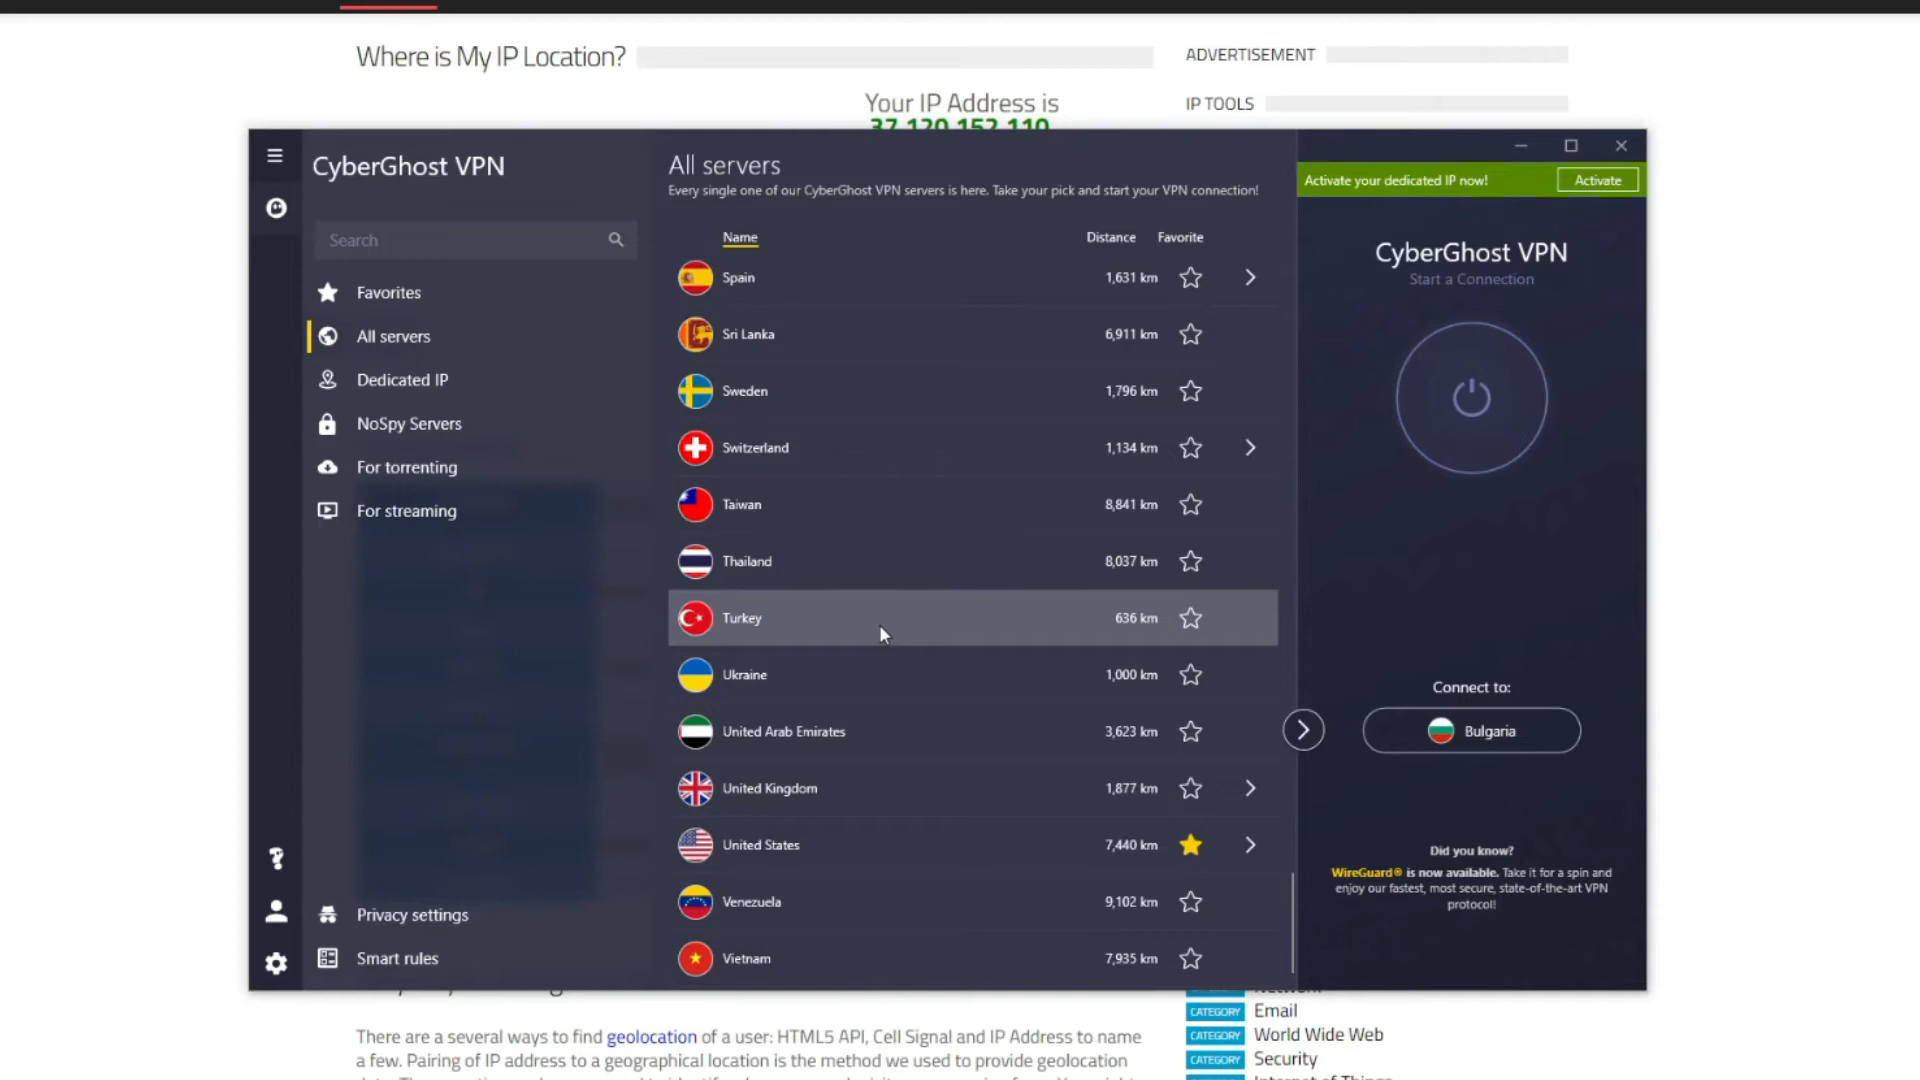 Where is My IP Location?
ADVERTISEMENT
Your IP Address is
37.120.152.110
IP TOOLS
CyberGhost VPN
Search
Favorites
All servers
Dedicated IP
NoSpy Servers
For torrenting
For streaming
Privacy settings
Smart rules
All servers
Every single one of our CyberGhost VPN servers is here. Take your pick and start your VPN connection!
Name Distance Favorite
Spain 1,631 km
Sri Lanka 6,911 km
Sweden 1,796 km
Switzerland 1,134 km
Taiwan 8,841 km
Thailand 8,037 km
Turkey 636 km
Ukraine 1,000 km
United Arab Emirates 3,623 km
United Kingdom 1,877 km
United States 7,440 km
Venezuela 9,102 km
Vietnam 7,935 km
Activate your dedicated IP now! Activate
CyberGhost VPN
Start a Connection
Connect to:
Bulgaria
Did you know?
WireGuard® is now available. Take it for a spin and
enjoy our fastest, most secure, state-of-the-art VPN
protocol!
There are a several ways to find geolocation of a user: HTML5 API, Cell Signal and IP Address to name
a few. Pairing of IP address to a geographical location is the method we used to provide geolocation
CATEGORY Email
CATEGORY World Wide Web
CATEGORY Security
Internet of Things